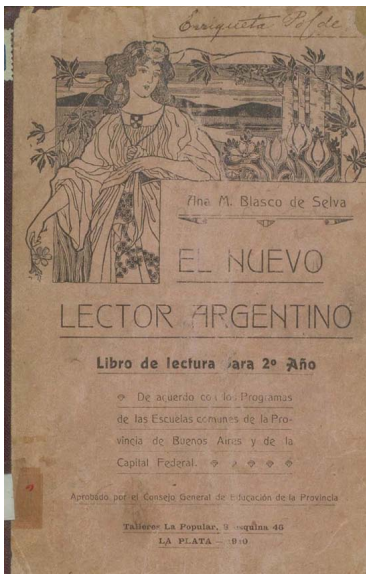 Enriqueta
Ana M. Blasco de Selva
EL NUEVO
LECTOR ARGENTINO
Libro de lectura para 2º Año
De acuerdo con los Programas
de las Escuelas comunes de la Pro-
vincia de Buenos Aires y de la
Capital Federal.
Aprobado por el Consejo General de Educación de la Provincia
Talleres La Popular, esquina 46
LA PLATA — 1910